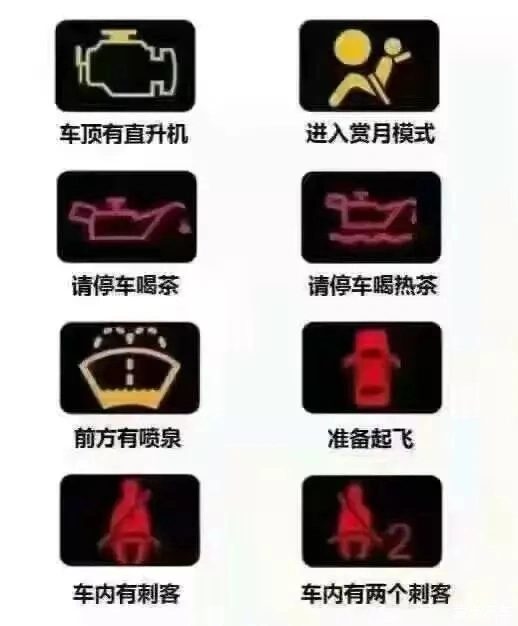 车顶有直升机
进入赏月模式
请停车喝茶
请停车喝热茶
前方有喷泉
准备起飞
2
车内有刺客
车内有两个刺客